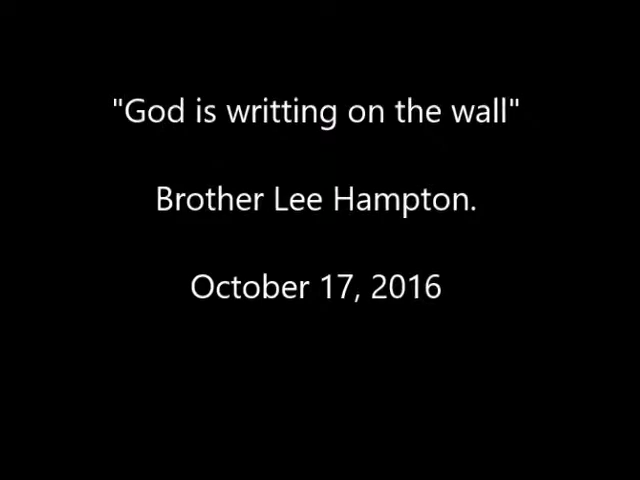 "God is writting on the wall"
Brother Lee Hampton.
October 17, 2016